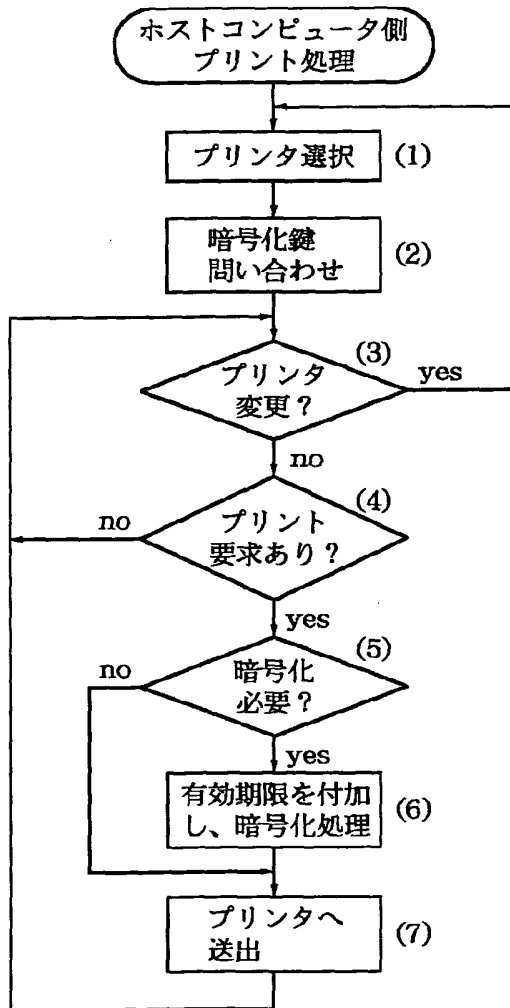 ホストコンピュータ側
プリント処理
プリンタ選択
(1)
暗号化鍵
問い合わせ
(2)
(3)
プリンタ
変更？
yes
no
(4)
no
プリント
要求あり？
yes
(5)
no
暗号化
必要？
yes
有効期限を付加
し、暗号化処理
(6)
プリンタへ
送出
(7)